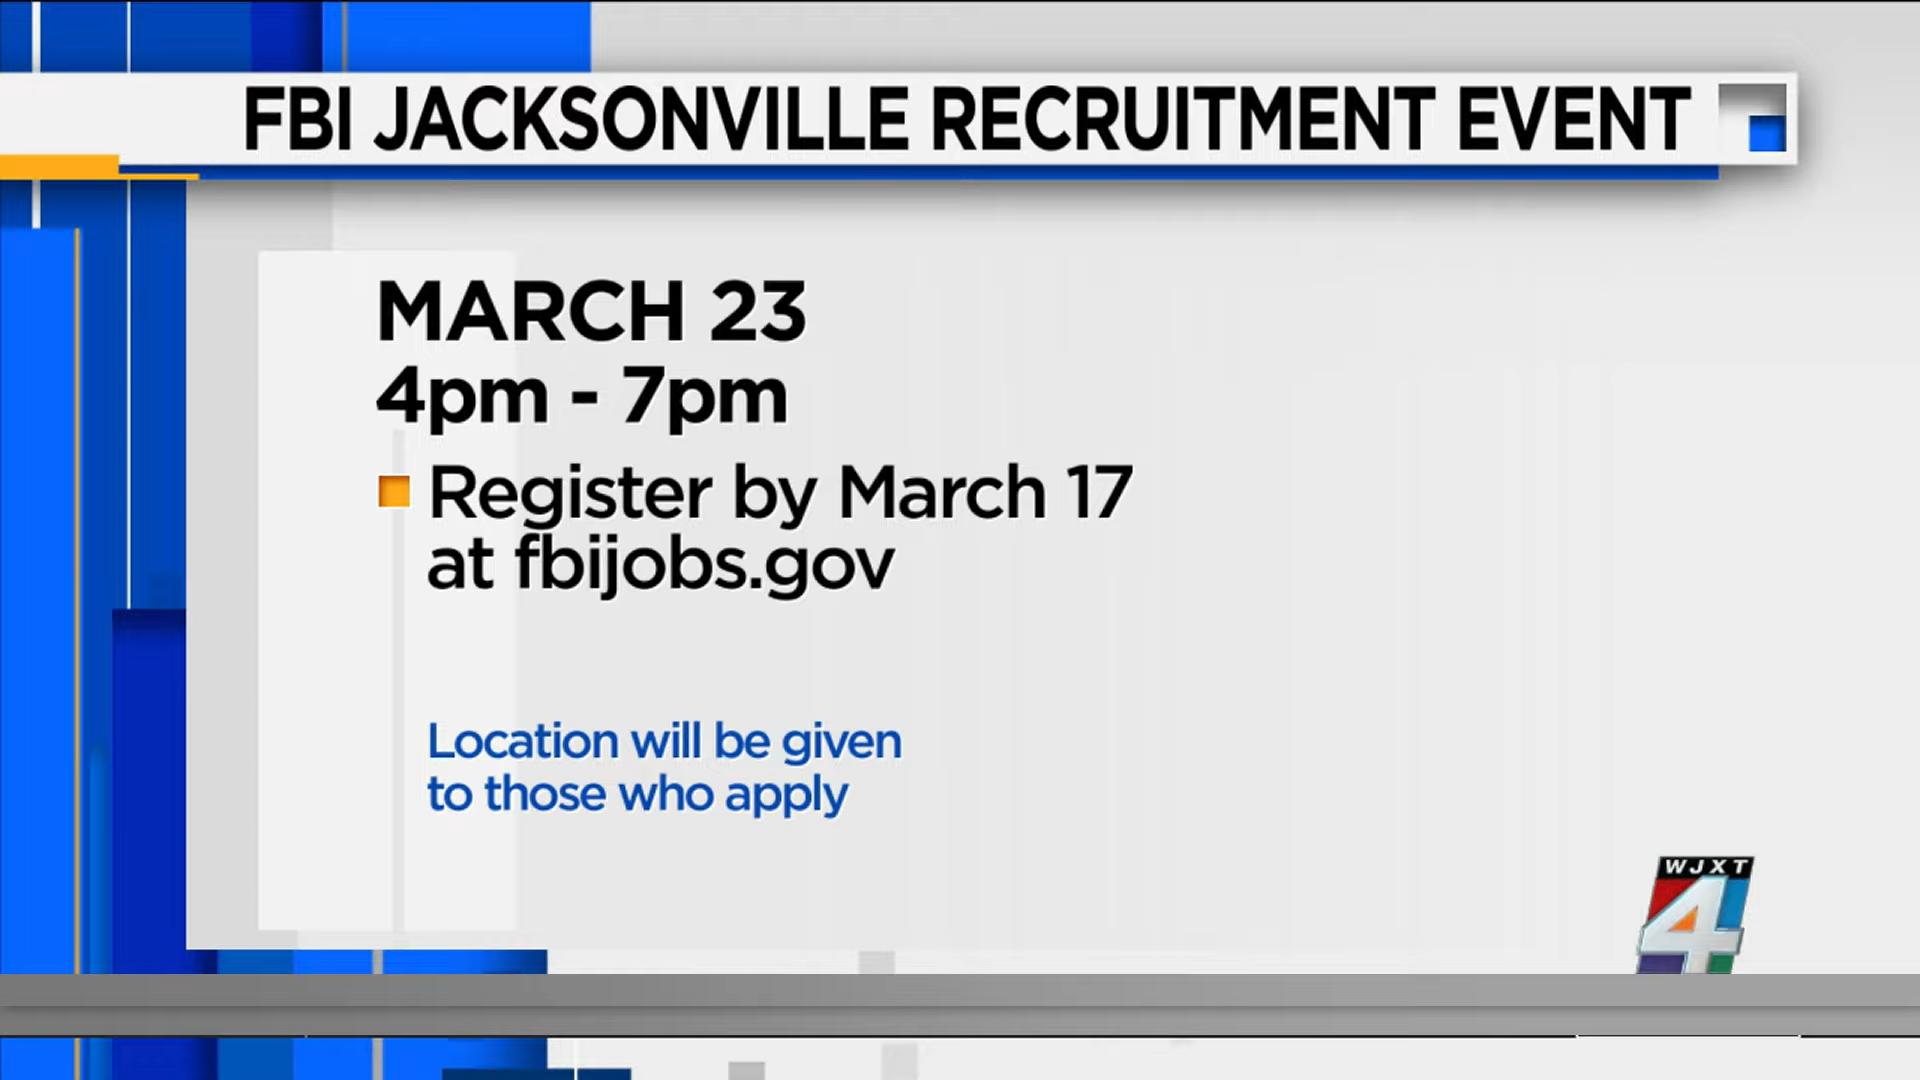 FBI JACKSONVILLE RECRUITMENT EVENT
MARCH 23
4pm - 7pm
Register by March 17
at fbijobs.gov
Location will be given
to those who apply
WJXT
4